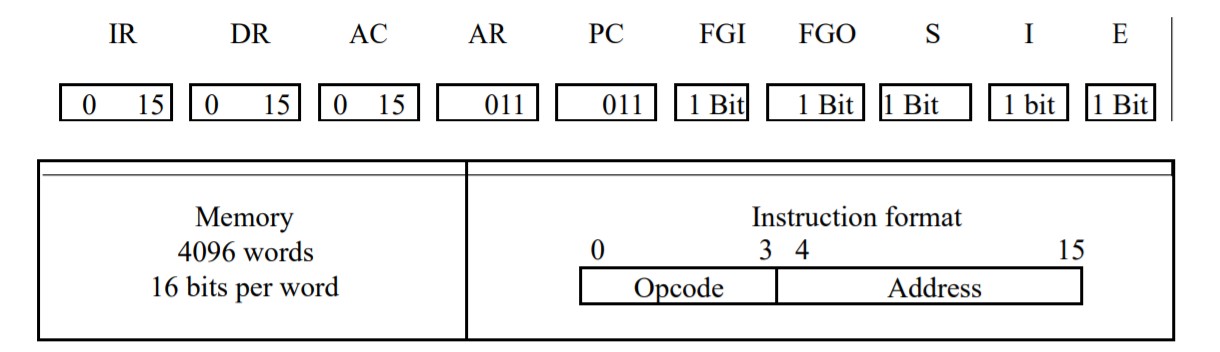 IR DR AC AR PC FGI FGO S I E
0 15 0 15 0 15 011 011 1 Bit 1 Bit 1 Bit 1 bit 1 Bit
Memory
4096 words
16 bits per word
Instruction format
0 3 4 15
Opcode Address